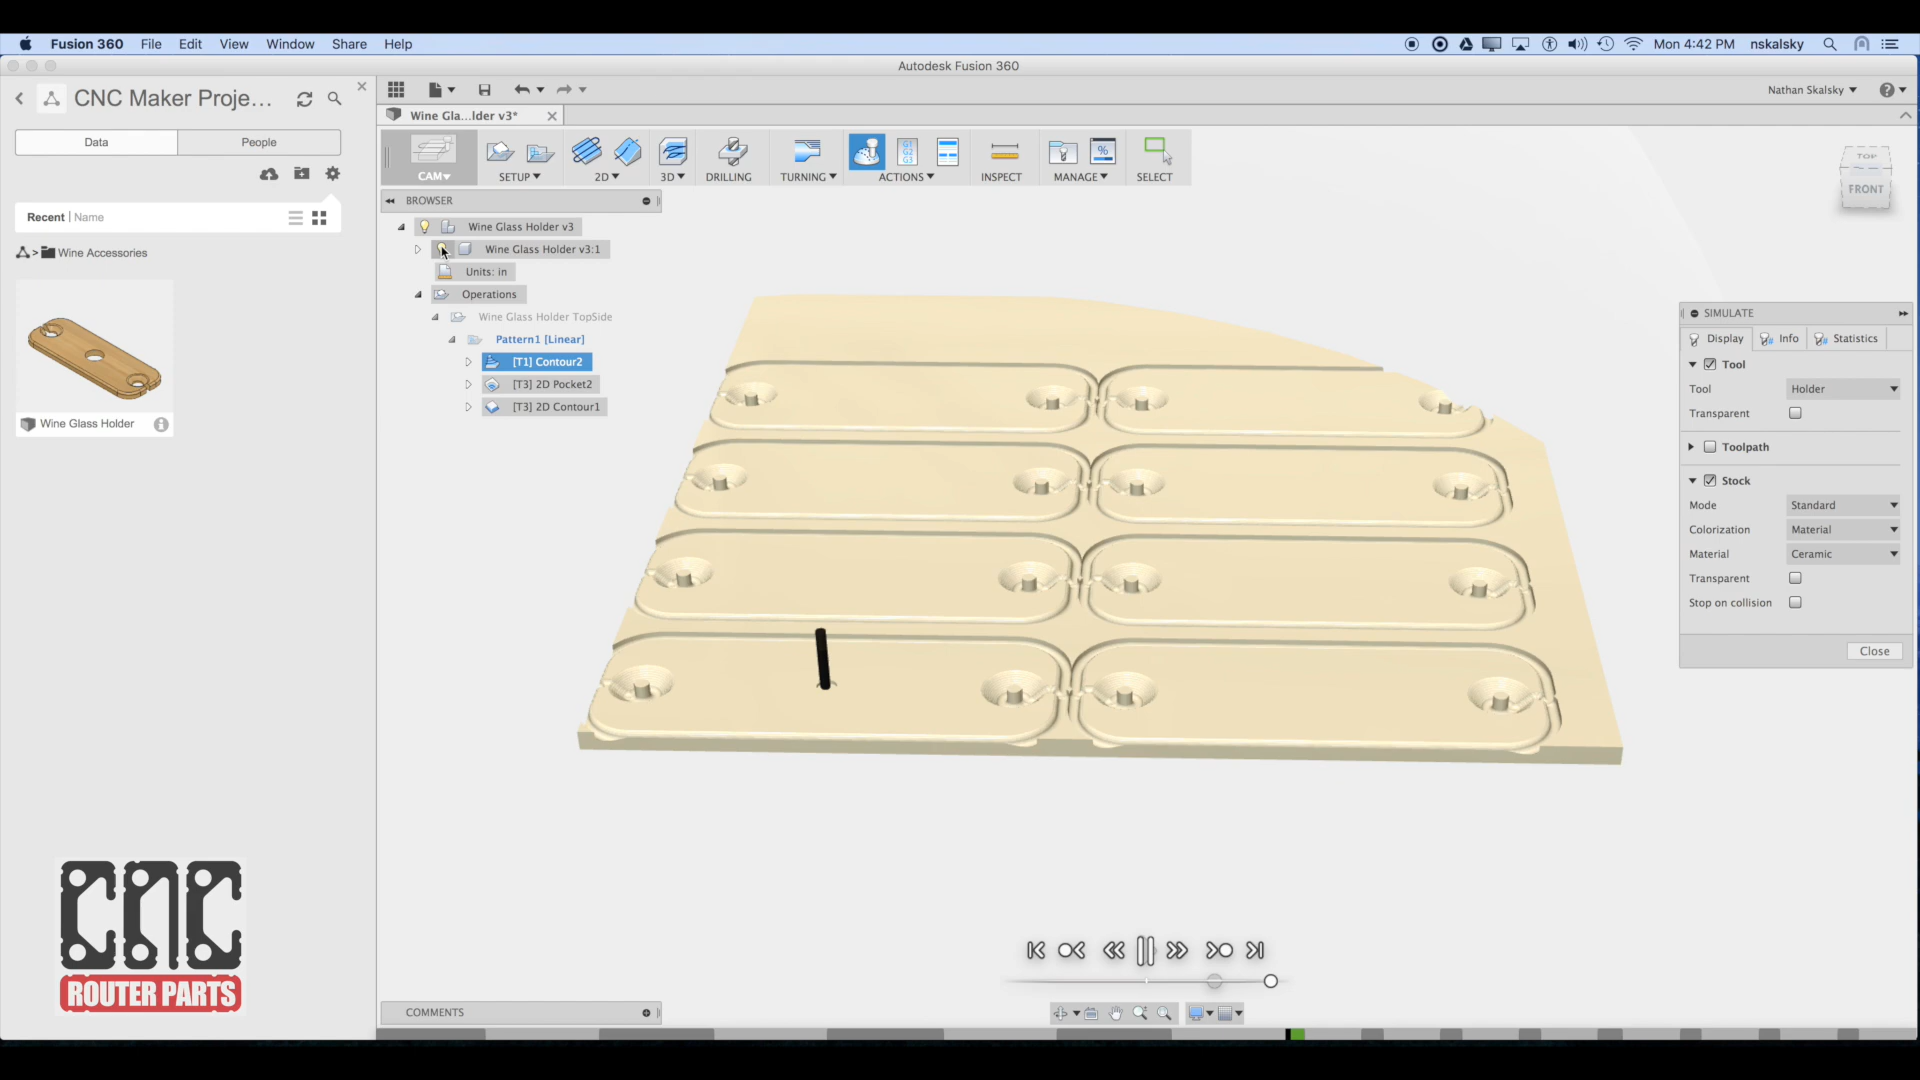 Fusion 360 File Edit View Window Share Help Mon 4:42 PM nskalsky
Autodesk Fusion 360
CNC Maker Proje...
Nathan Skalsky
Wine Gla...lder v3*
Data People
CAM SETUP 2D 3D DRILLING TURNING G1 G2 G3 ACTIONS INSPECT % MANAGE SELECT
TOP
FRONT
Recent | Name
> Wine Accessories
Wine Glass Holder
BROWSER
Wine Glass Holder v3
Wine Glass Holder v3:1
Units: in
Operations
Wine Glass Holder TopSide
Pattern1 [Linear]
[T1] Contour2
[T3] 2D Pocket2
[T3] 2D Contour1
SIMULATE
Display Info Statistics
Tool
Tool Holder
Transparent
Toolpath
Stock
Mode Standard
Colorization Material
Material Ceramic
Transparent
Stop on collision
Close
CNC
ROUTER PARTS
COMMENTS